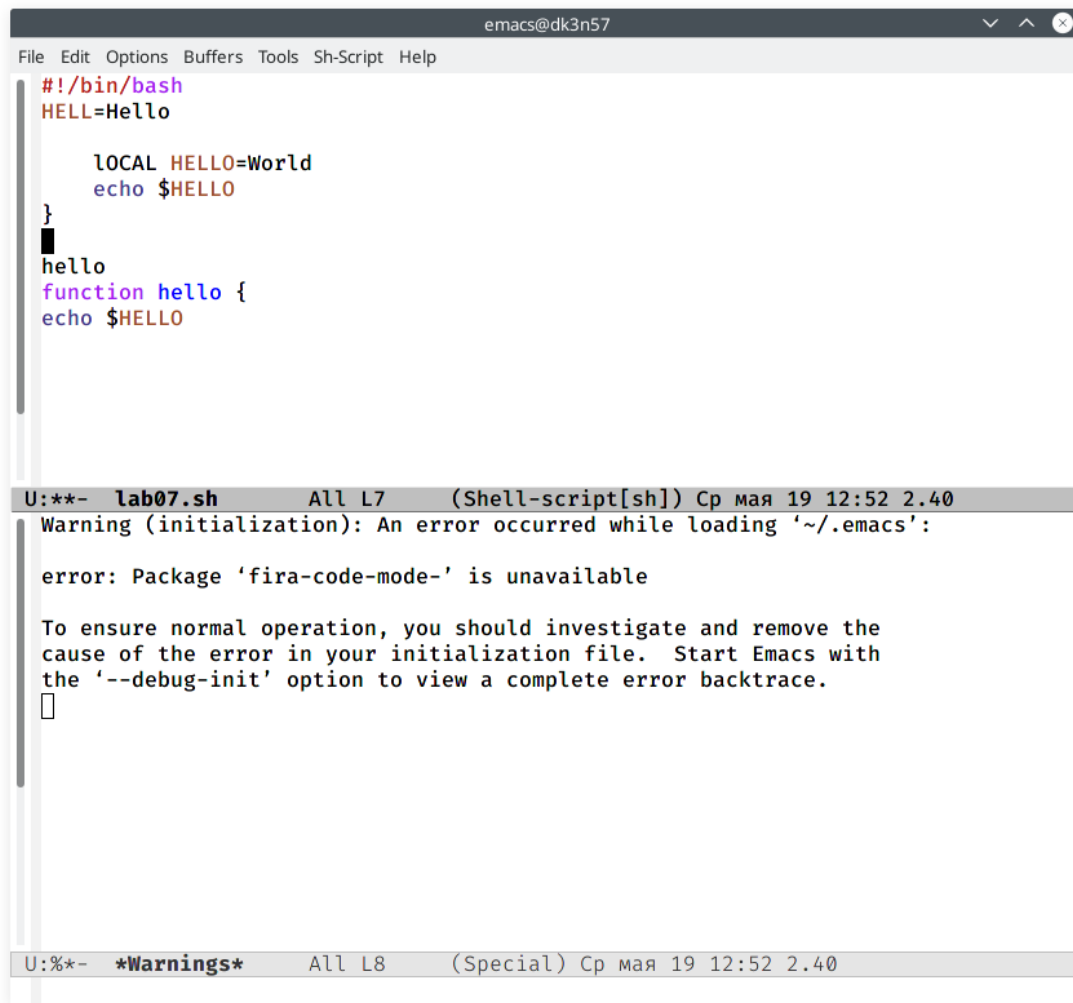 emacs@dk3n57
File Edit Options Buffers Tools Sh-Script Help
#!/bin/bash
HELL=Hello
lOCAL HELLO=World
echo $HELLO
}
hello
function hello {
echo $HELLO
U:**- lab07.sh All L7 (Shell-script[sh]) Ср мая 19 12:52 2.40
Warning (initialization): An error occurred while loading ‘~/.emacs’:
error: Package ‘fira-code-mode-’ is unavailable
To ensure normal operation, you should investigate and remove the
cause of the error in your initialization file.  Start Emacs with
the ‘--debug-init’ option to view a complete error backtrace.
U:%*- *Warnings* All L8 (Special) Ср мая 19 12:52 2.40